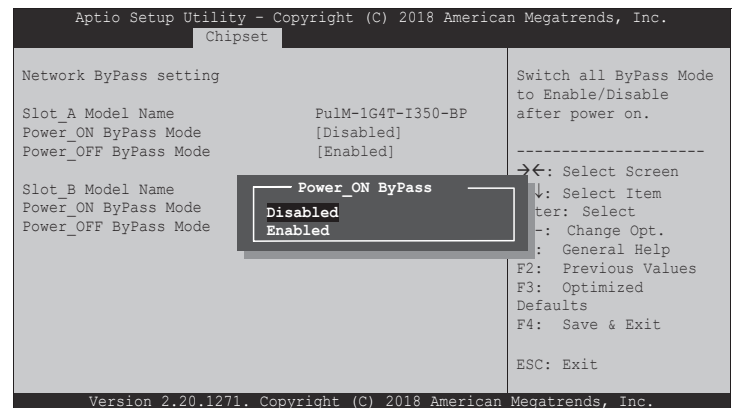 Aptio Setup Utility – Copyright (C) 2018 American Megatrends, Inc.
Chipset
Network ByPass setting
Slot_A Model Name PulM-1G4T-I350-BP
Power_ON ByPass Mode [Disabled]
Power_OFF ByPass Mode [Enabled]
Slot_B Model Name
Power_ON ByPass Mode
Power_OFF ByPass Mode
Power_ON ByPass
Disabled
Enabled
Switch all ByPass Mode
to Enable/Disable
after power on.
---------------------
→←: Select Screen
↓: Select Item
ter: Select
-: Change Opt.
: General Help
F2: Previous Values
F3: Optimized
Defaults
F4: Save & Exit
ESC: Exit
Version 2.20.1271. Copyright (C) 2018 American Megatrends, Inc.